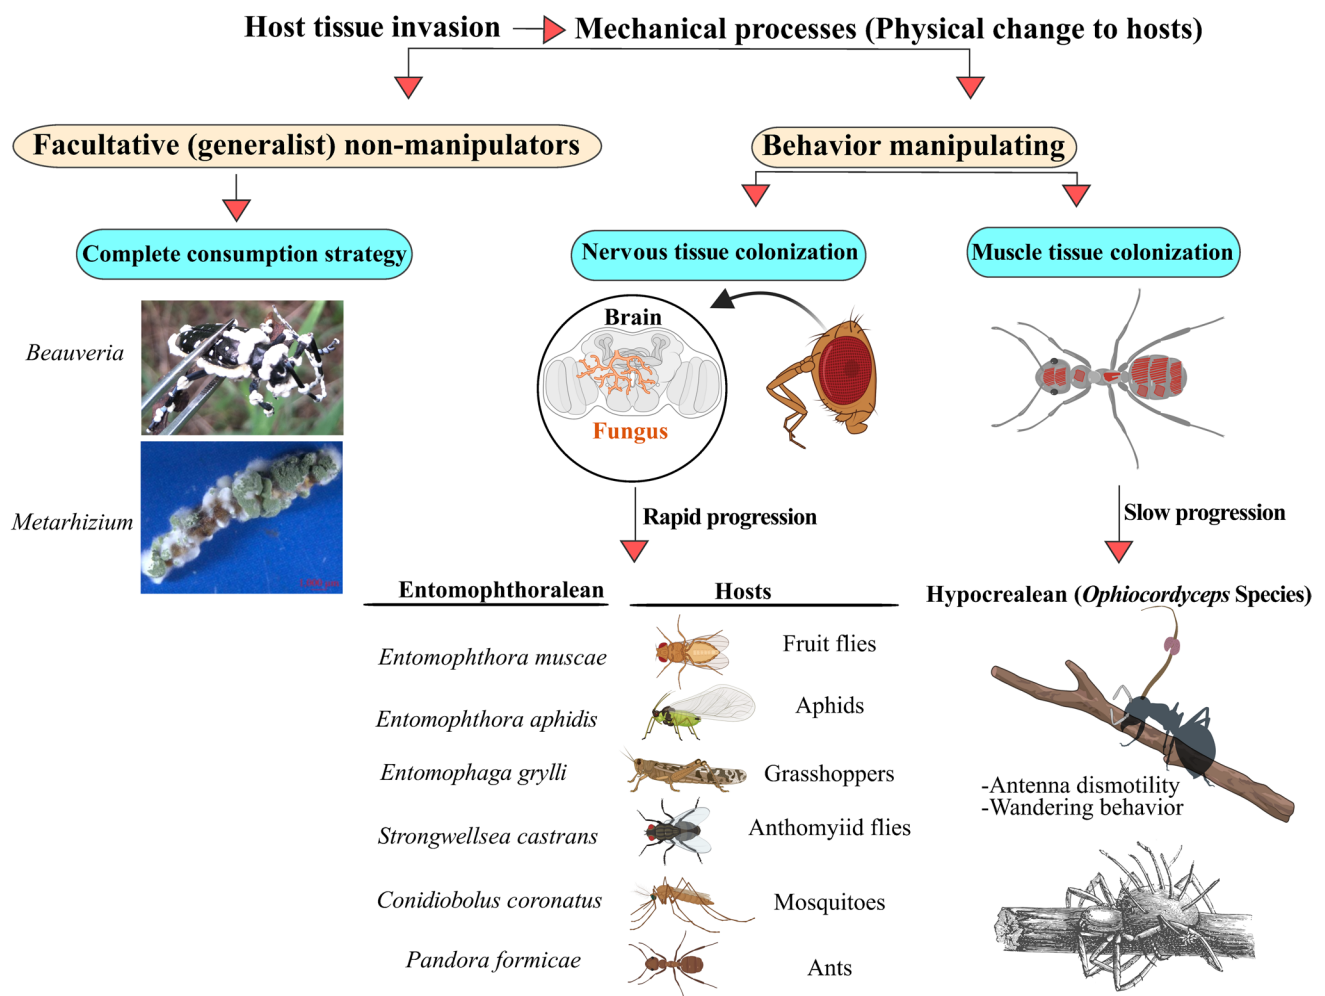 Host tissue invasion
Mechanical processes (Physical change to hosts)
Facultative (generalist) non-manipulators
Behavior manipulating
Complete consumption strategy
Nervous tissue colonization
Muscle tissue colonization
Beauveria
Metarhizium
Brain
Fungus
Rapid progression
Slow progression
Entomophthoralean
Hosts
Entomophthora muscae
Fruit flies
Entomophthora aphidis
Aphids
Entomophaga grylli
Grasshoppers
Strongwellsea castrans
Anthomyiid flies
Conidiobolus coronatus
Mosquitoes
Pandora formicae
Ants
Hypocrealean (Ophiocordyceps Species)
-Antenna dismotility
-Wandering behavior